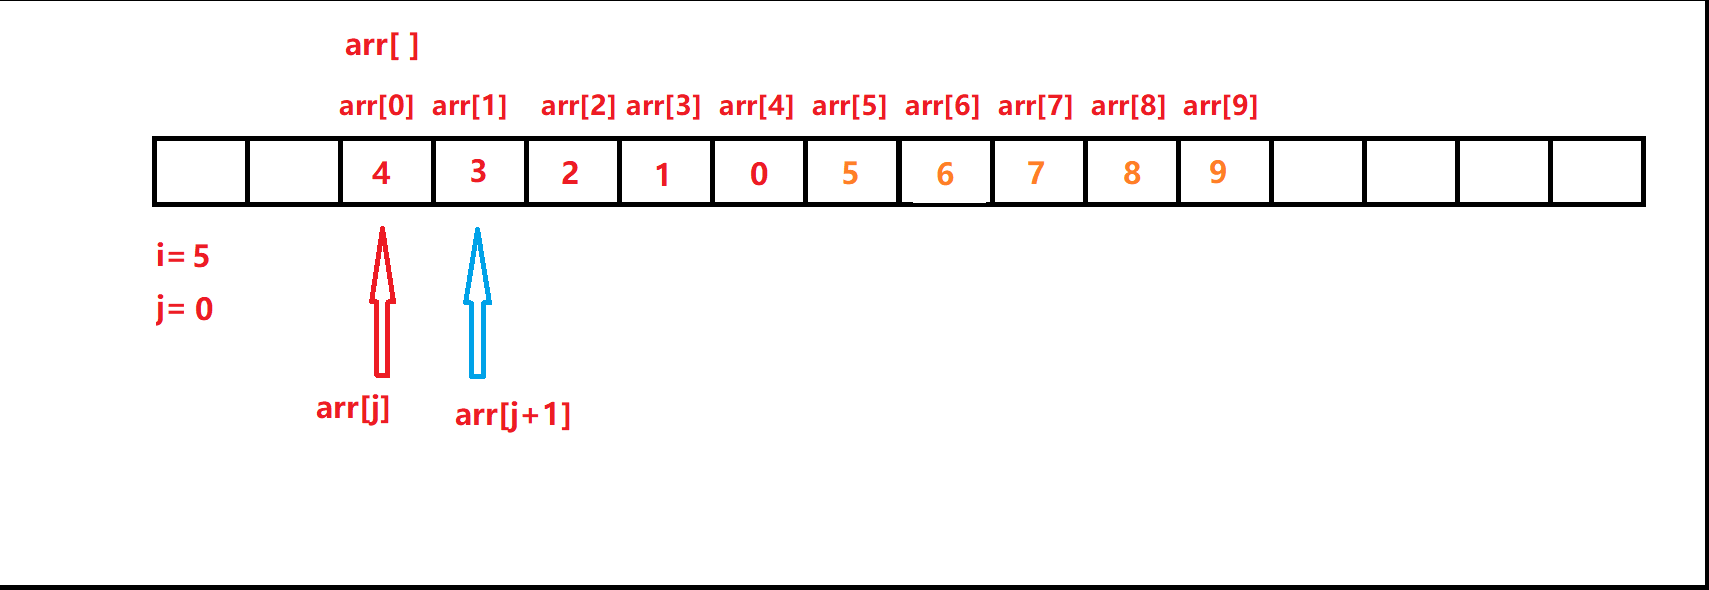 arr[ ]
arr[0] arr[1] arr[2] arr[3] arr[4] arr[5] arr[6] arr[7] arr[8] arr[9]
4 3 2 1 0 5 6 7 8 9
i= 5
j= 0
arr[j] arr[j+1]